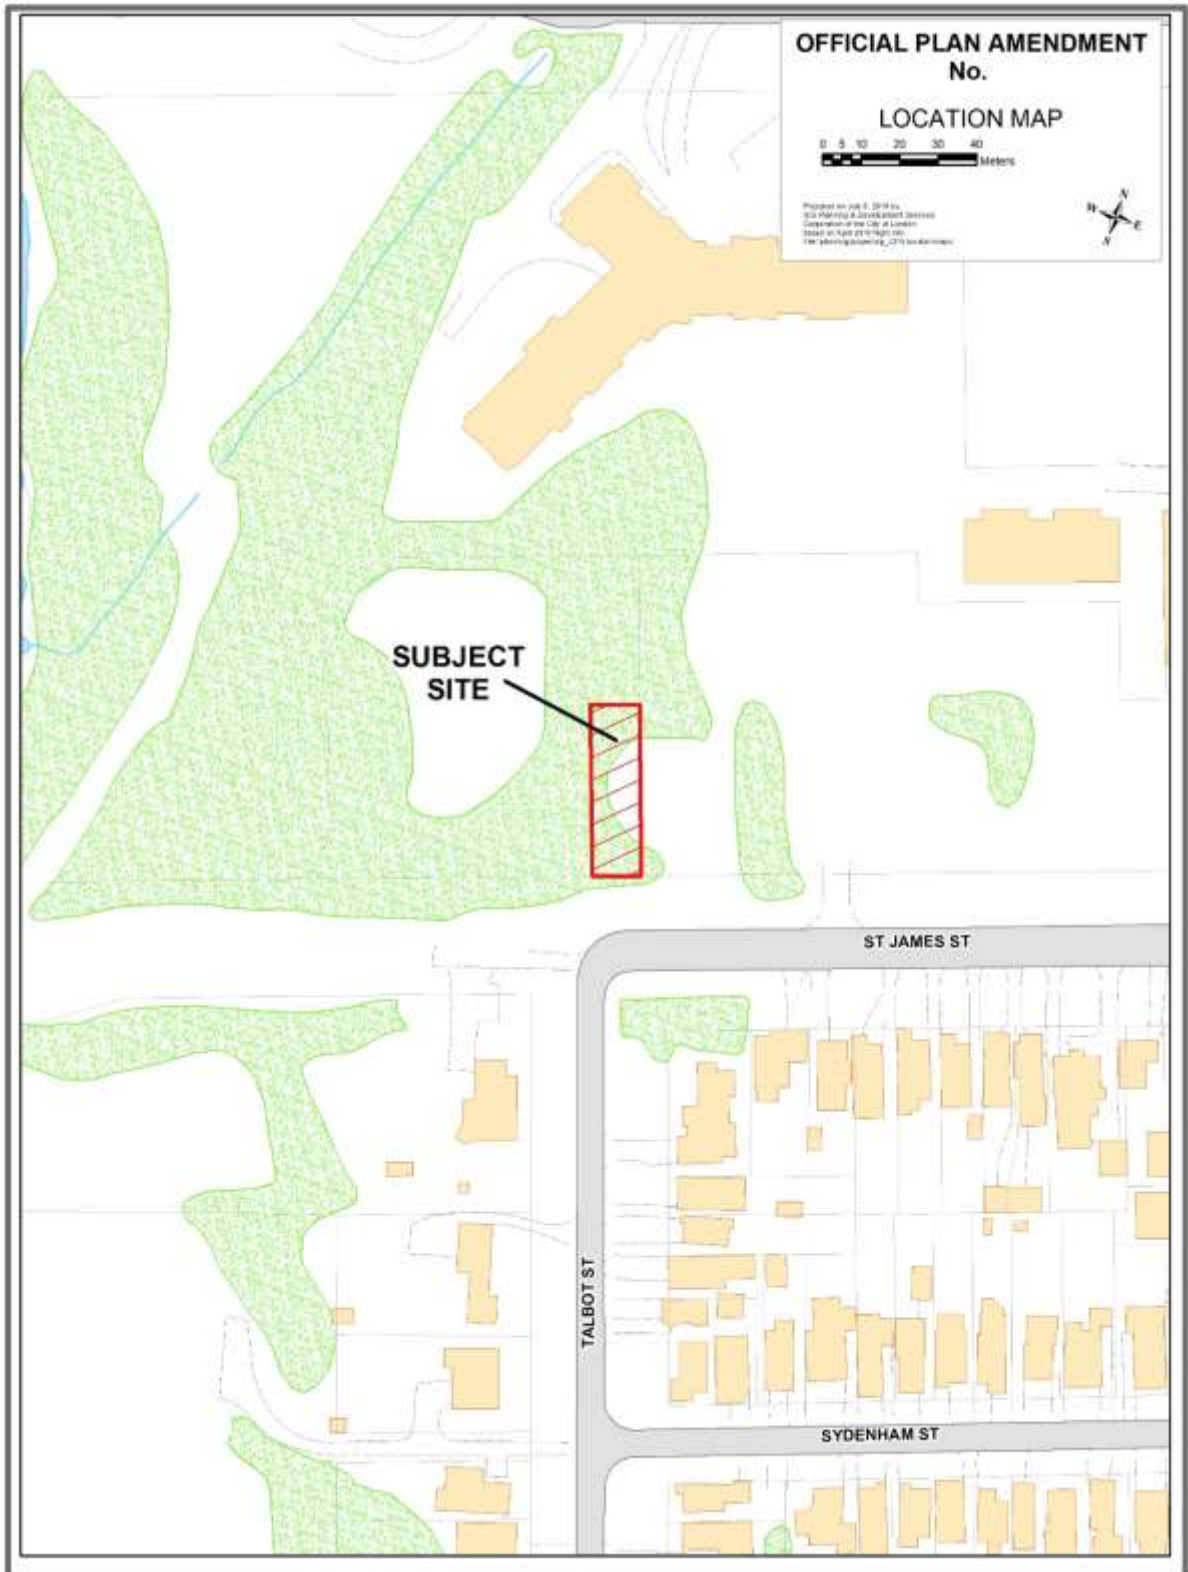 OFFICIAL PLAN AMENDMENT
No.
LOCATION MAP
0 5 10 20 30 40
Meters
N
W
E
S
SUBJECT
SITE
ST JAMES ST
TALBOT ST
SYDENHAM ST